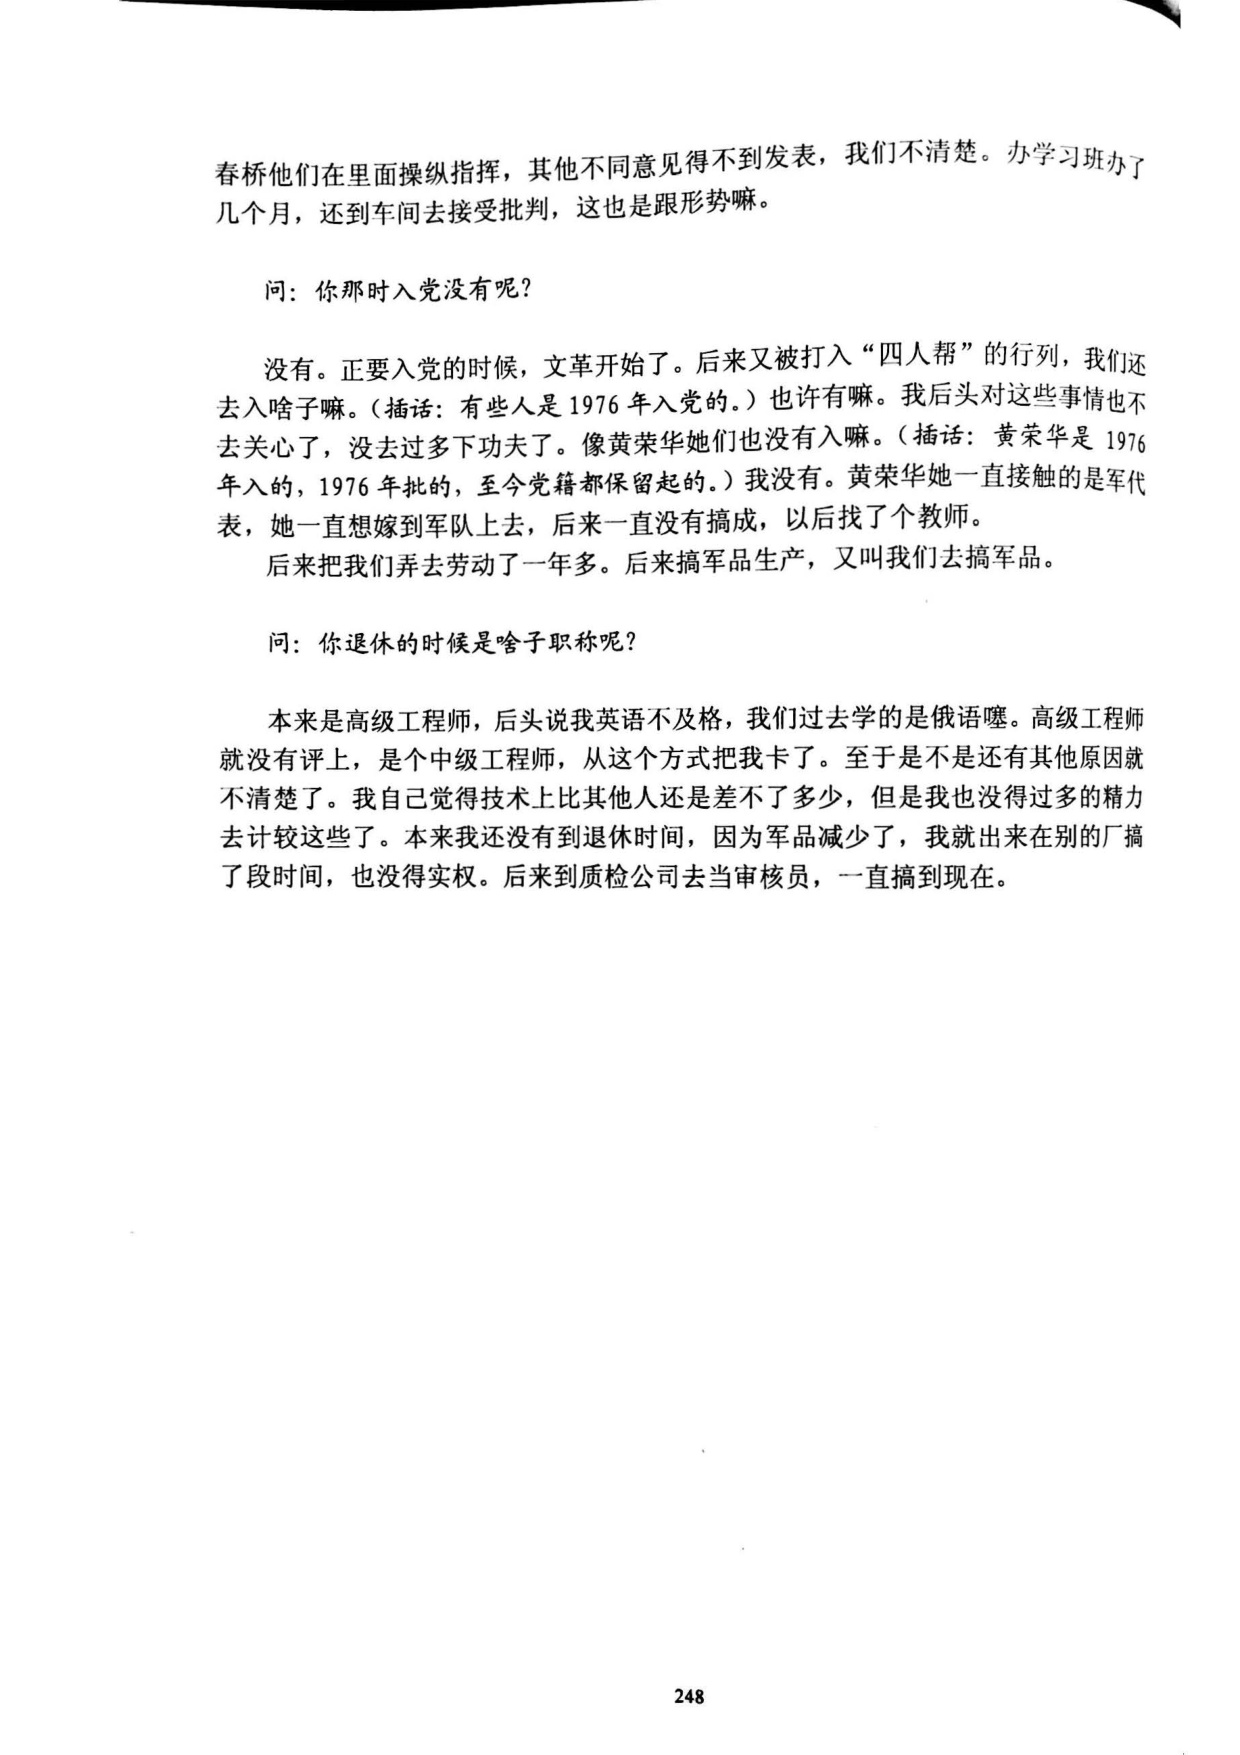 春桥他们在里面操纵指挥，其他不同意见得不到发表，我们不清楚。办学习班办了
几个月，还到车间去接受批判，这也是跟形势嘛。
问：你那时入党没有呢？
没有。正要入党的时候，文革开始了。后来又被打入“四人帮”的行列，我们还
去入啥子嘛。（插话：有些人是1976年入党的。）也许有嘛。我后头对这些事情也不
去关心了，没去过多下功夫了。像黄荣华她们也没有入嘛。（插话：黄荣华是 1976
年入的，1976年批的，至今党籍都保留起的。）我没有。黄荣华她一直接触的是军代
表，她一直想嫁到军队上去，后来一直没有搞成，以后找了个教师。
后来把我们弄去劳动了一年多。后来搞军品生产，又叫我们去搞军品。
问：你退休的时候是啥子职称呢？
本来是高级工程师，后头说我英语不及格，我们过去学的是俄语噻。高级工程师
就没有评上，是个中级工程师，从这个方式把我卡了。至于是不是还有其他原因就
不清楚了。我自己觉得技术上比其他人还是差不了多少，但是我也没得过多的精力
去计较这些了。本来我还没有到退休时间，因为军品减少了，我就出来在别的厂搞
了段时间，也没得实权。后来到质检公司去当审核员，一直搞到现在。
248